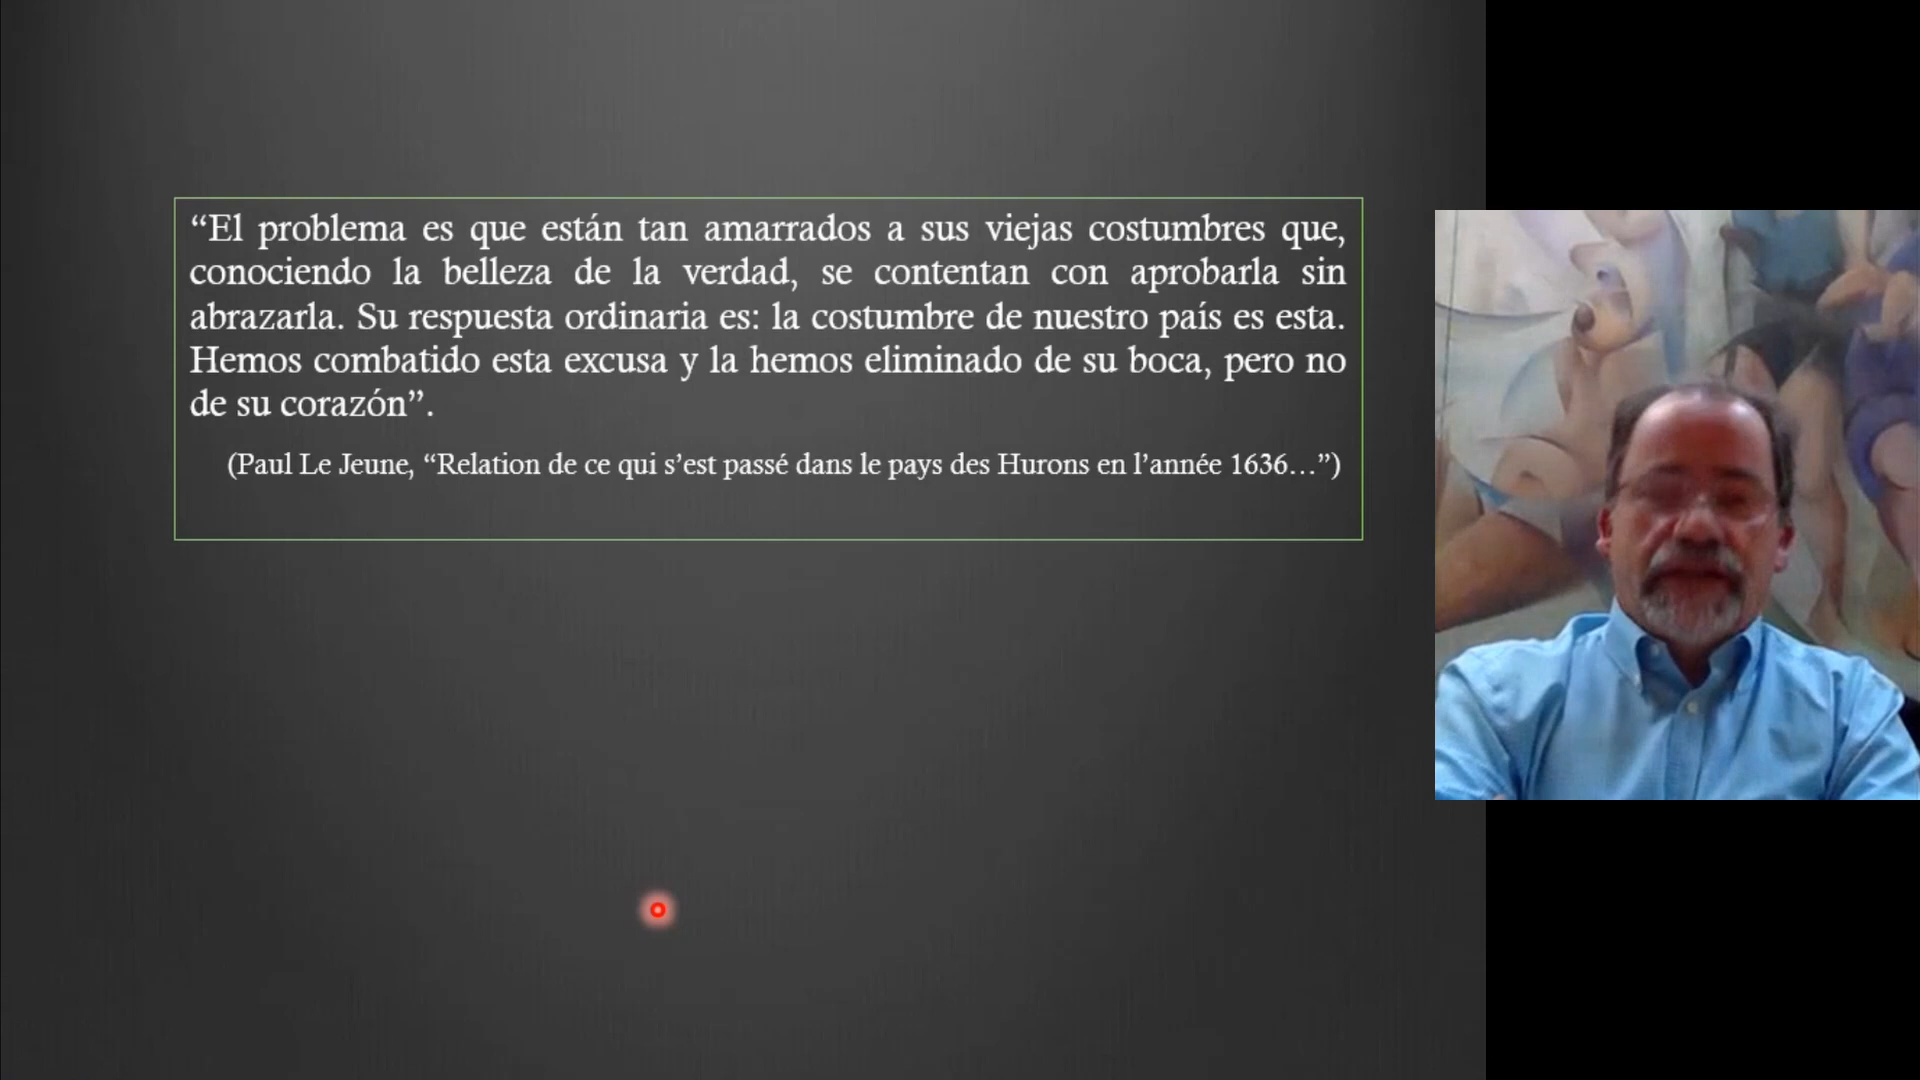 “El problema es que están tan amarrados a sus viejas costumbres que,
conociendo la belleza de la verdad, se contentan con aprobarla sin
abrazarla. Su respuesta ordinaria es: la costumbre de nuestro país es esta.
Hemos combatido esta excusa y la hemos eliminado de su boca, pero no
de su corazón”.
(Paul Le Jeune, “Relation de ce qui s’est passé dans le pays des Hurons en l’année 1636…”)